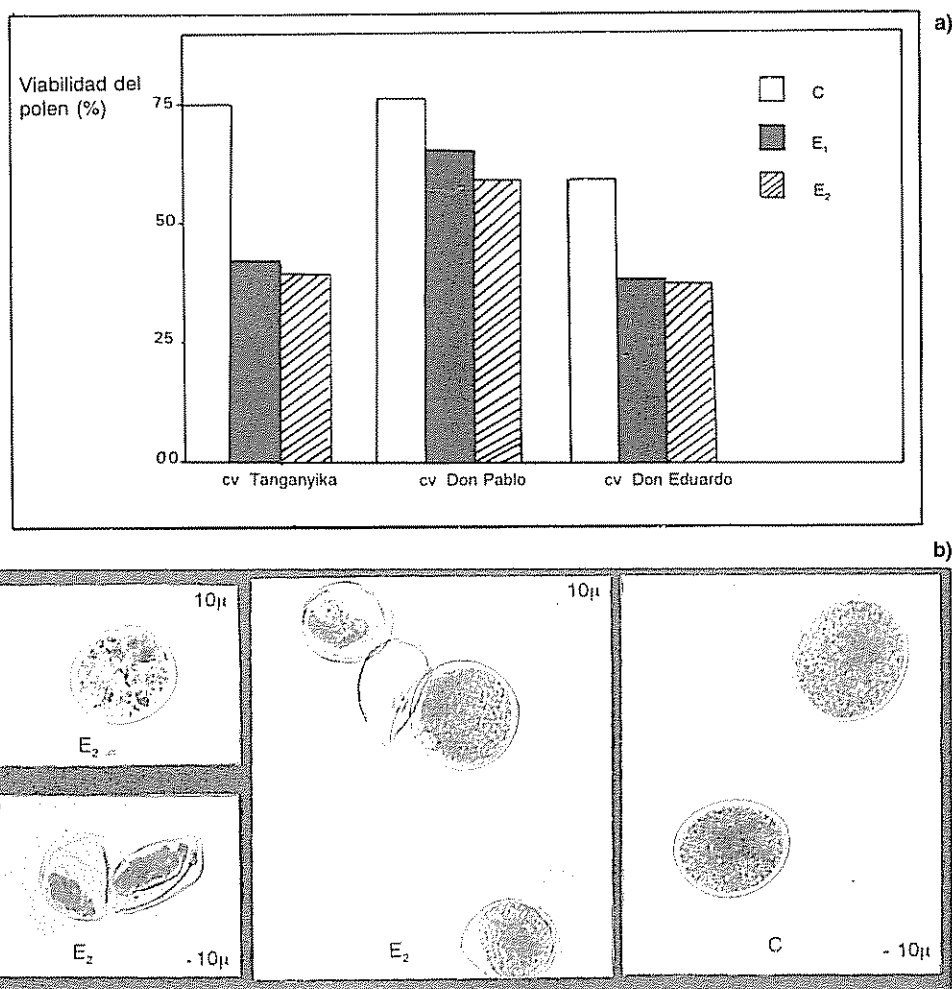 a)
Viabilidad del
polen (%)
75
50
25
00
C
E₁
E₂
cv Tanganyika
cv Don Pablo
cv Don Eduardo
b)
10µ
E₂
E₂
- 10µ
10µ
E₂
C
- 10µ